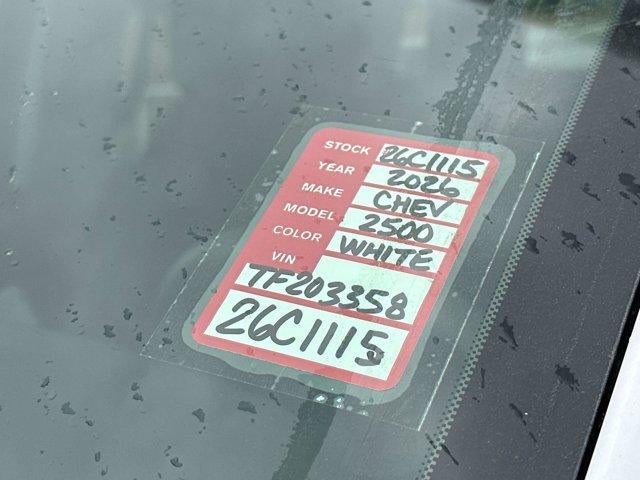 STOCK 26C1115
YEAR 2026
MAKE CHEV
MODEL 2500
COLOR WHITE
VIN
TF203358
26C1115